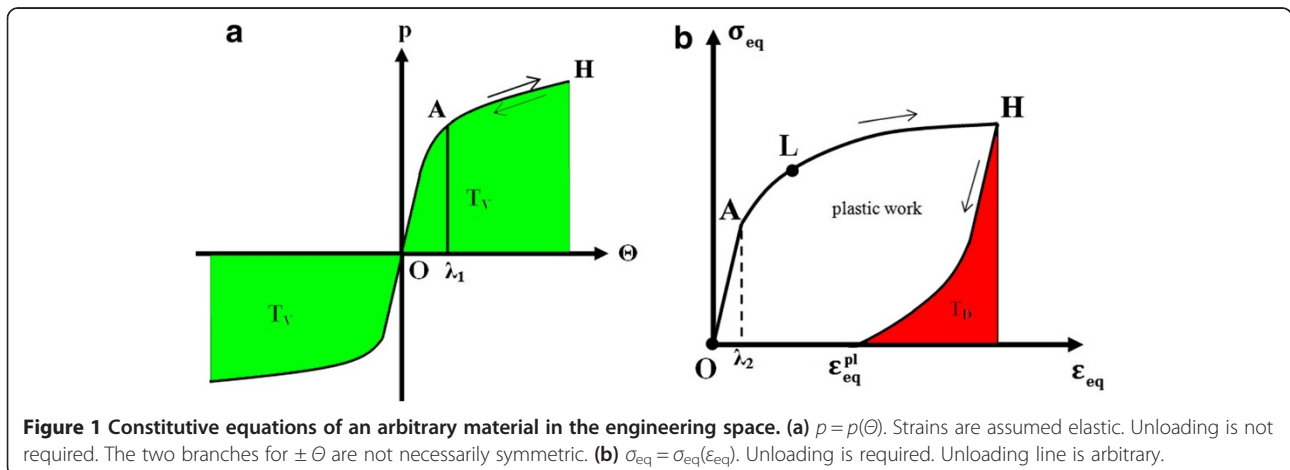 a
p
H
A
T_V
Θ
O
λ₁
T_V
b
σ_eq
H
L
A
plastic work
T_D
O
λ₂
ε_eq^pl
ε_eq
Figure 1 Constitutive equations of an arbitrary material in the engineering space. (a) p = p(Θ). Strains are assumed elastic. Unloading is not
required. The two branches for ± Θ are not necessarily symmetric. (b) σ_eq = σ_eq(ε_eq). Unloading is required. Unloading line is arbitrary.